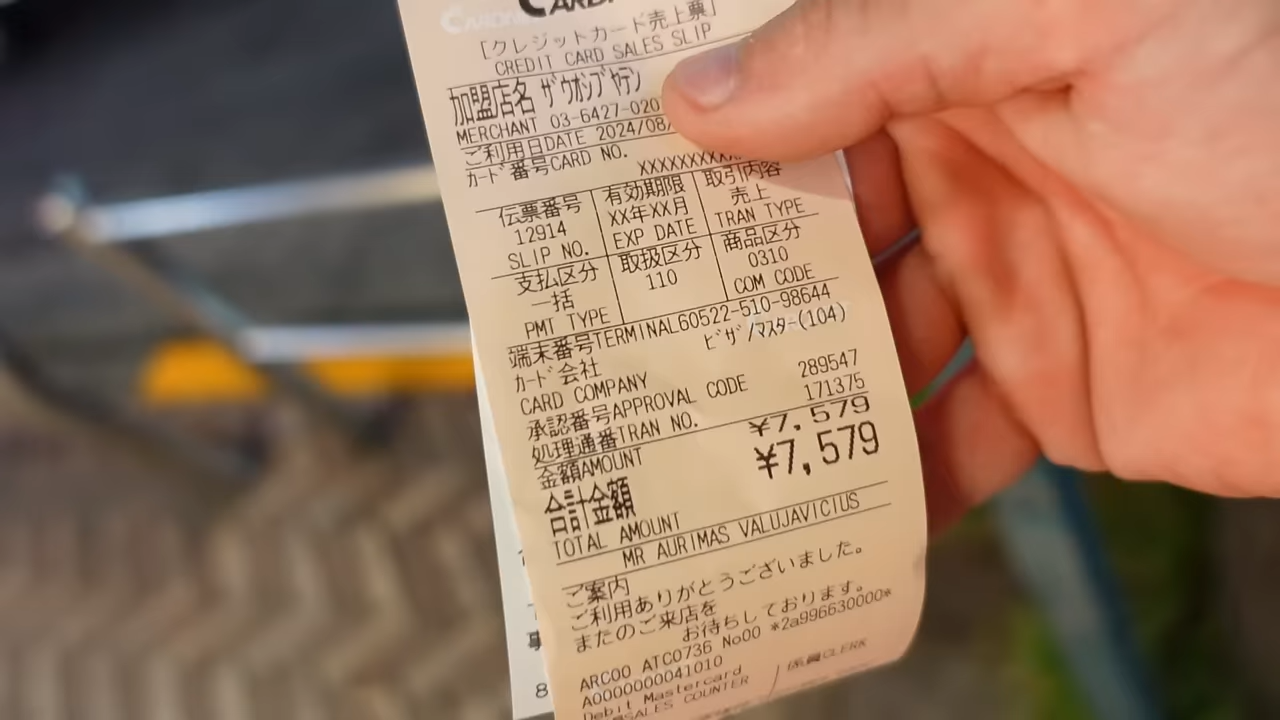 [クレジットカード売上票]
CREDIT CARD SALES SLIP
加盟店名 ザウオシブヤテン
MERCHANT 03-6427-020
ご利用日DATE 2024/08/
カード番号CARD NO.
XXXXXXXXXX
伝票番号 有効期限 取引内容
12914 XX年XX月 売上
SLIP NO. EXP DATE TRAN TYPE
支払区分 取扱区分 商品区分
一括 110 0310
PMT TYPE COM CODE
端末番号TERMINAL60522-510-98644
カード会社 ビザ/マスター(104)
CARD COMPANY
承認番号APPROVAL CODE 289547
処理通番TRAN NO. 171375
金額AMOUNT ¥7,579
合計金額 ¥7,579
TOTAL AMOUNT
MR AURIMAS VALUJAVICIUS
ご案内
ご利用ありがとうございました。
またのご来店を
お待ちしております。
ARC00 ATC0736 No00 *2a996630000*
A0000000041010
Debit Mastercard
SALES COUNTER 係員CLERK
8